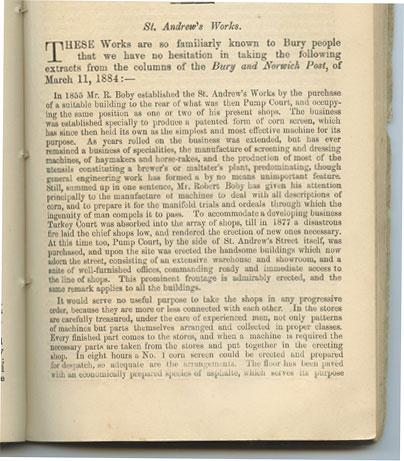 St. Andrew's Works.
THESE Works are so familiarly known to Bury people
that we have no hesitation in taking the following
extracts from the columns of the Bury and Norwich Post, of
March 11, 1884:—
In 1855 Mr. R. Boby established the St. Andrew's Works by the purchase
of a suitable building to the rear of what was then Pump Court, and occupy-
ing the same position as one or two of his present shops. The business
was established specially to produce a patented form of corn screen, which
has since then held its own as the simplest and most effective machine for its
purpose. As years rolled on the business was extended, but has ever
remained a business of specialities, the manufacture of screening and dressing
machines, of haymakers and horse-rakes, and the production of most of the
utensils constituting a brewer's or maltster's plant, predominating, though
general engineering work has formed a by no means unimportant feature.
Still, summed up in one sentence, Mr. Robert Boby has given his attention
principally to the manufacture of machines to deal with all descriptions of
corn, and to prepare it for the manifold trials and ordeals through which the
ingenuity of man compels it to pass. To accommodate a developing business
Turkey Court was absorbed into the array of shops, till in 1877 a disastrous
fire laid the chief shops low, and rendered the erection of new ones necessary.
At this time too, Pump Court, by the side of St. Andrew's Street itself, was
purchased, and upon the site was erected the handsome buildings which now
adorn the street, consisting of an extensive warehouse and showroom, and a
suite of well-furnished offices, commanding ready and immediate access to
the line of shops. This prominent frontage is admirably erected, and the
same remark applies to all the buildings.
It would serve no useful purpose to take the shops in any progressive
order, because they are more or less connected with each other. In the stores
are carefully treasured, under the care of experienced men, not only patterns
of machines but parts themselves arranged and collected in proper classes.
Every finished part comes to the stores, and when a machine is required the
necessary parts are taken from the stores and put together in the erecting
shop. In eight hours a No. 1 corn screen could be erected and prepared
for despatch, so adequate are the arrangements. The floor has been paved
with an economically prepared species of asphalte, which serves its purpose